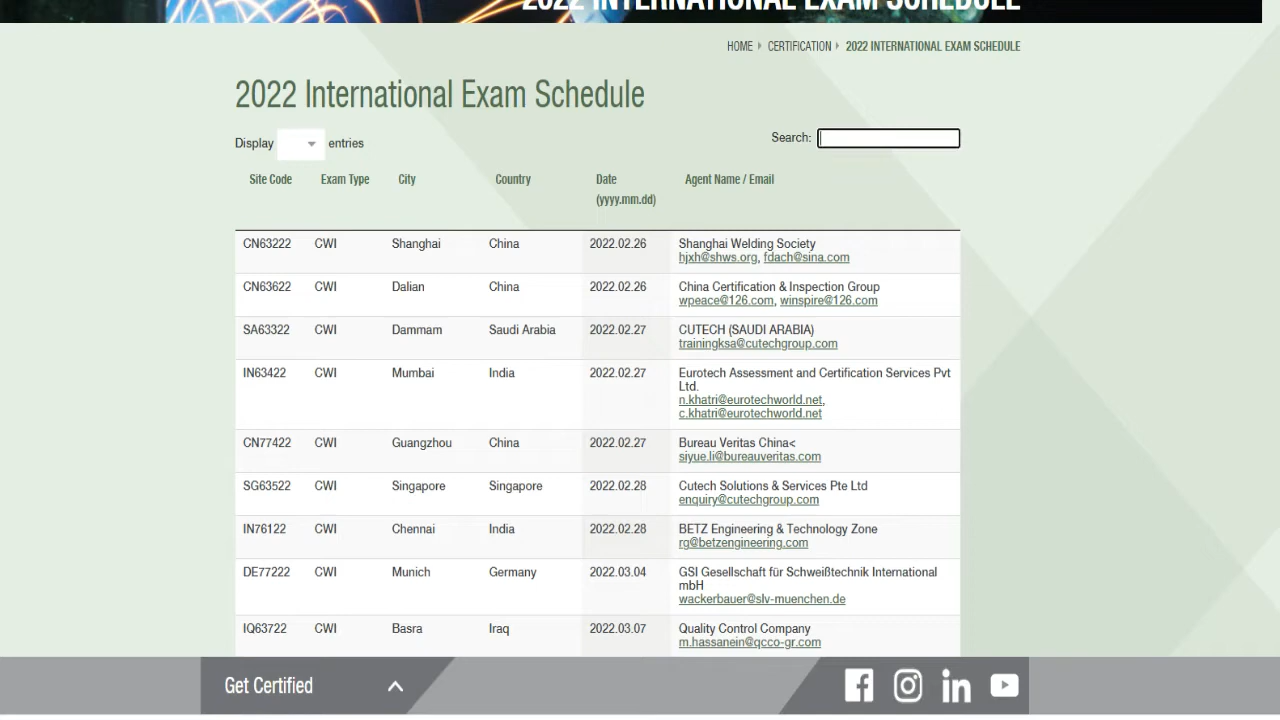 2022 INTERNATIONAL EXAM SCHEDULE
HOME CERTIFICATION 2022 INTERNATIONAL EXAM SCHEDULE
2022 International Exam Schedule
Display entries Search:
Site Code Exam Type City Country Date Agent Name / Email
(yyyy.mm.dd)
CN63222 CWI Shanghai China 2022.02.26 Shanghai Welding Society
hjxh@shws.org, fdach@sina.com
CN63622 CWI Dalian China 2022.02.26 China Certification & Inspection Group
wpeace@126.com, winspire@126.com
SA63322 CWI Dammam Saudi Arabia 2022.02.27 CUTECH (SAUDI ARABIA)
trainingksa@cutechgroup.com
IN63422 CWI Mumbai India 2022.02.27 Eurotech Assessment and Certification Services Pvt
Ltd.
n.khatri@eurotechworld.net,
c.khatri@eurotechworld.net
CN77422 CWI Guangzhou China 2022.02.27 Bureau Veritas China<
siyue.li@bureauveritas.com
SG63522 CWI Singapore Singapore 2022.02.28 Cutech Solutions & Services Pte Ltd
enquiry@cutechgroup.com
IN76122 CWI Chennai India 2022.02.28 BETZ Engineering & Technology Zone
rg@betzengineering.com
DE77222 CWI Munich Germany 2022.03.04 GSI Gesellschaft für Schweißtechnik International
mbH
wackerbauer@slv-muenchen.de
IQ63722 CWI Basra Iraq 2022.03.07 Quality Control Company
m.hassanein@qcco-gr.com
Get Certified